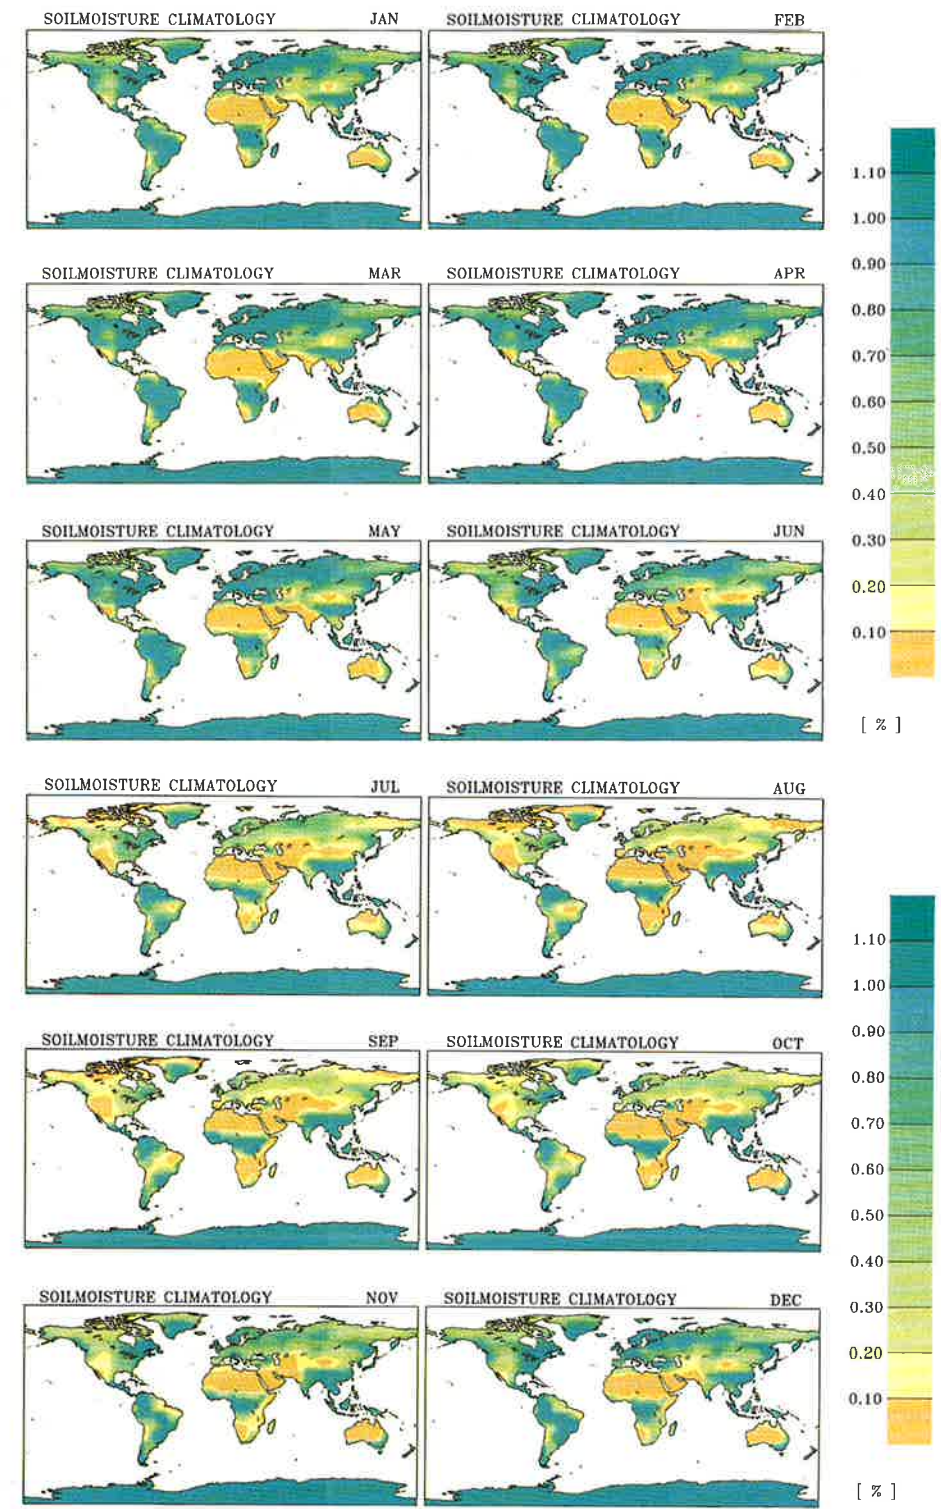 SOILMOISTURE CLIMATOLOGY JAN
SOILMOISTURE CLIMATOLOGY FEB
SOILMOISTURE CLIMATOLOGY MAR
SOILMOISTURE CLIMATOLOGY APR
SOILMOISTURE CLIMATOLOGY MAY
SOILMOISTURE CLIMATOLOGY JUN
1.10
1.00
0.90
0.80
0.70
0.60
0.50
0.40
0.30
0.20
0.10
[ % ]
SOILMOISTURE CLIMATOLOGY JUL
SOILMOISTURE CLIMATOLOGY AUG
SOILMOISTURE CLIMATOLOGY SEP
SOILMOISTURE CLIMATOLOGY OCT
SOILMOISTURE CLIMATOLOGY NOV
SOILMOISTURE CLIMATOLOGY DEC
1.10
1.00
0.90
0.80
0.70
0.60
0.50
0.40
0.30
0.20
0.10
[ % ]